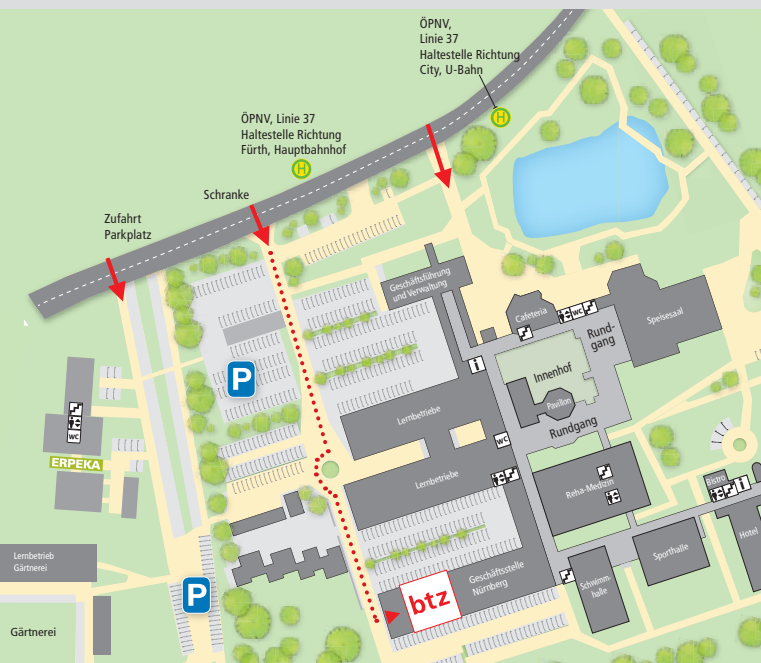 ÖPNV,
Linie 37
Haltestelle Richtung
City, U-Bahn
H
ÖPNV, Linie 37
Haltestelle Richtung
Fürth, Hauptbahnhof
H
Schranke
Zufahrt
Parkplatz
Geschäftsführung
und Verwaltung
Cafeteria
WC
Rund-
gang
Speisesaal
Innenhof
i
P
Pavillon
Lernbetriebe
Rundgang
WC
WC
ERPEKA
Lernbetriebe
Reha-Medizin
Bistro
i
Hotel
Sporthalle
Lernbetrieb
Gärtnerei
Geschäftsstelle
Nürnberg
Schwimm-
halle
P
btz
Gärtnerei